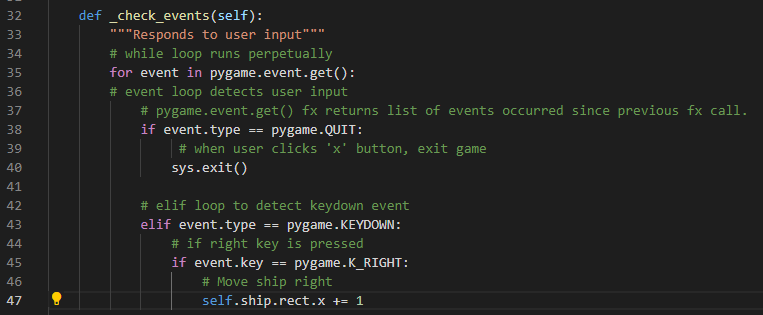 32 def _check_events(self):
33 """Responds to user input"""
34 # while loop runs perpetually
35 for event in pygame.event.get():
36 # event loop detects user input
37 # pygame.event.get() fx returns list of events occurred since previous fx call.
38 if event.type == pygame.QUIT:
39 # when user clicks 'x' button, exit game
40 sys.exit()
41
42 # elif loop to detect keydown event
43 elif event.type == pygame.KEYDOWN:
44 # if right key is pressed
45 if event.key == pygame.K_RIGHT:
46 # Move ship right
47 self.ship.rect.x += 1